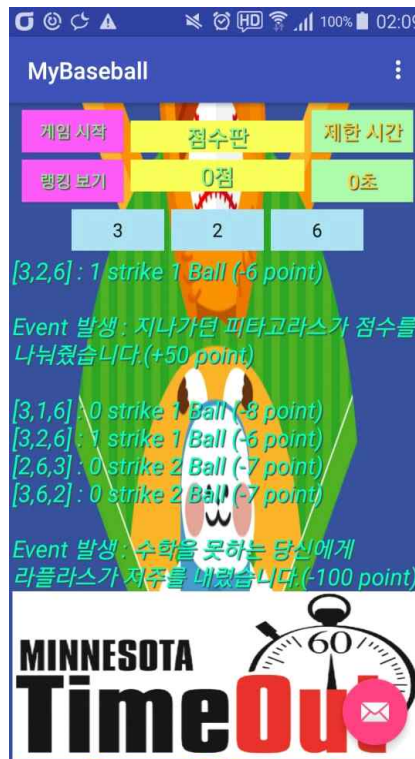 HD 100% 02:09
MyBaseball
게임 시작 점수판 제한 시간
랭킹 보기 0점 0초
3 2 6
[3,2,6] : 1 strike 1 Ball (-6 point)
Event 발생 : 지나가던 피타고라스가 점수를
나눠줬습니다.(+50 point)
[3,1,6] : 0 strike 1 Ball (-8 point)
[3,2,6] : 1 strike 1 Ball (-6 point)
[2,6,3] : 0 strike 2 Ball (-7 point)
[3,6,2] : 0 strike 2 Ball (-7 point)
Event 발생 : 수학을 못하는 당신에게
라플라스가 저주를 내렸습니다.(-100 point)
60
MINNESOTA
TimeOut